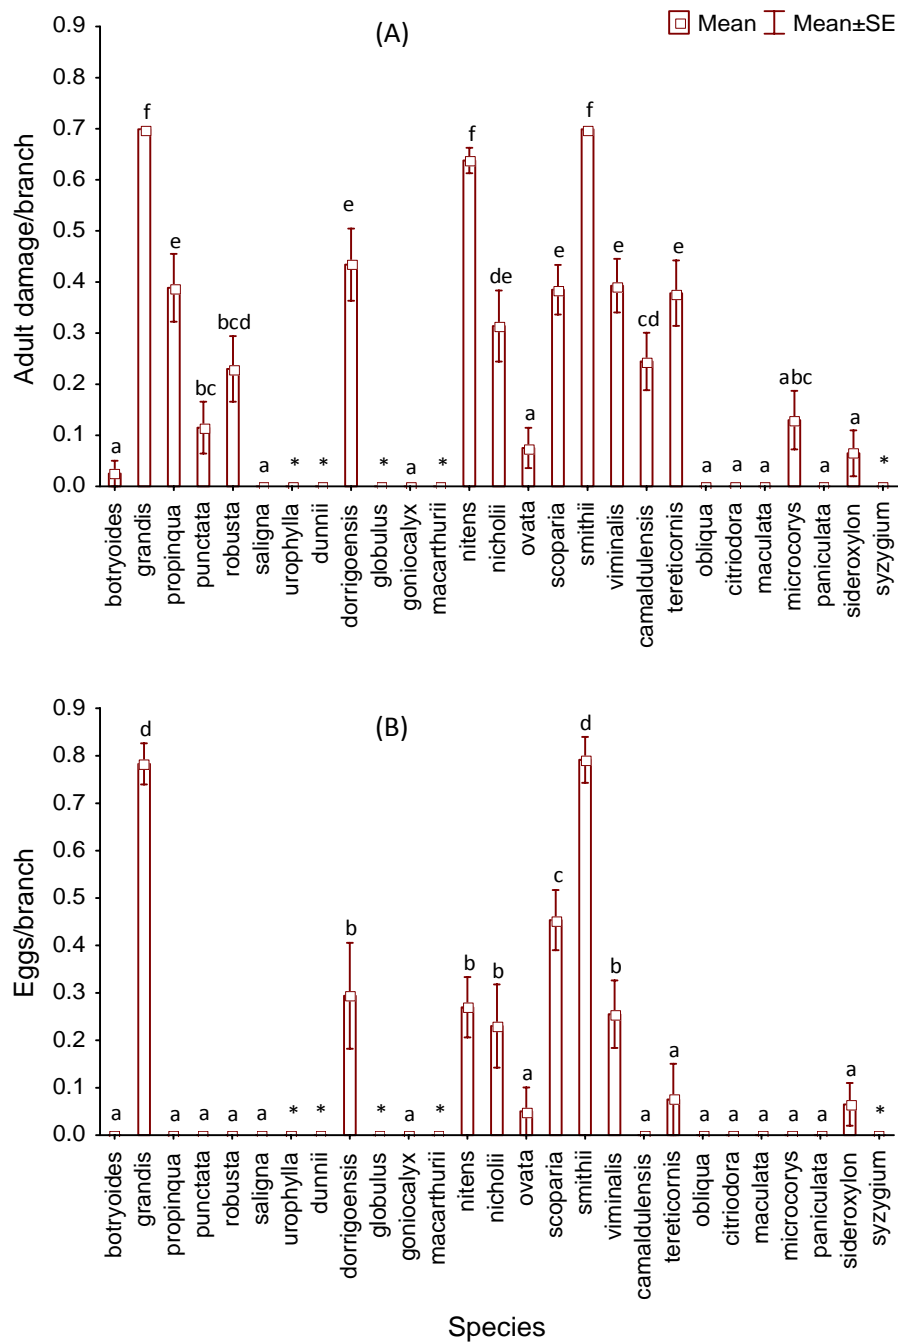 (A)
Mean Mean±SE
Adult damage/branch
0.9
0.8
0.7
0.6
0.5
0.4
0.3
0.2
0.1
0.0
a f e bc bcd a * * e * a * f de a e f e cd e a a a abc a a *
botryoides
grandis
propinqua
punctata
robusta
saligna
urophylla
dunnii
dorrigoensis
globulus
goniocalyx
macarthurii
nitens
nicholii
ovata
scoparia
smithii
viminalis
camaldulensis
tereticornis
obliqua
citriodora
maculata
microcorys
paniculata
sideroxylon
syzygium
(B)
Eggs/branch
0.9
0.8
0.7
0.6
0.5
0.4
0.3
0.2
0.1
0.0
a d a a a a * * b * a * b b a c d b a a a a a a a a *
botryoides
grandis
propinqua
punctata
robusta
saligna
urophylla
dunnii
dorrigoensis
globulus
goniocalyx
macarthurii
nitens
nicholii
ovata
scoparia
smithii
viminalis
camaldulensis
tereticornis
obliqua
citriodora
maculata
microcorys
paniculata
sideroxylon
syzygium
Species